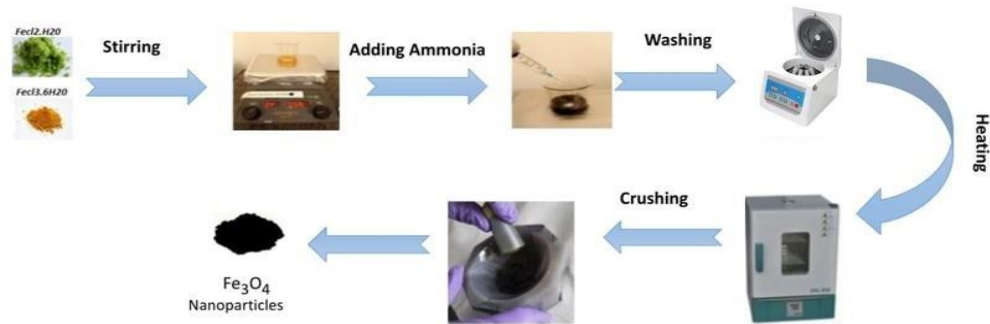 Fecl2.H20
Stirring
Adding Ammonia
Washing
Fecl3.6H20
Heating
Crushing
Fe₃O₄
Nanoparticles